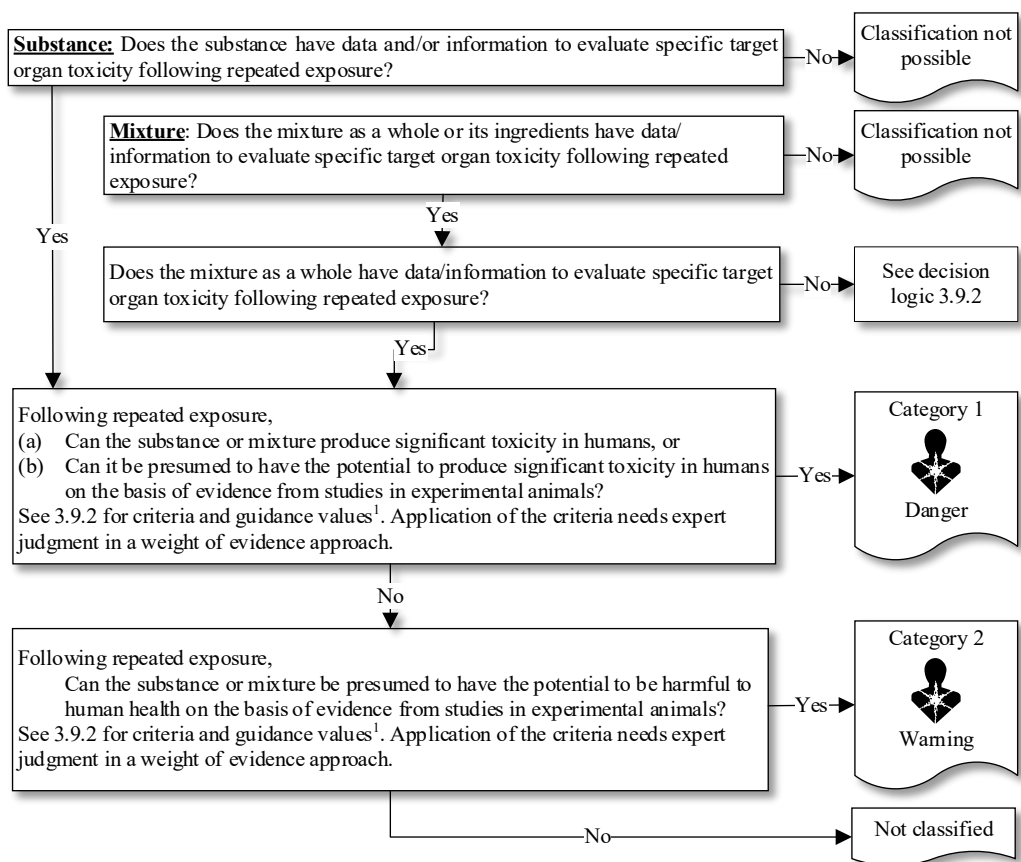 Substance: Does the substance have data and/or information to evaluate specific target
organ toxicity following repeated exposure?
No
Classification not
possible
Mixture: Does the mixture as a whole or its ingredients have data/
information to evaluate specific target organ toxicity following repeated
exposure?
No
Classification not
possible
Yes
Yes
Does the mixture as a whole have data/information to evaluate specific target
organ toxicity following repeated exposure?
No
See decision
logic 3.9.2
Yes
Following repeated exposure,
(a) Can the substance or mixture produce significant toxicity in humans, or
(b) Can it be presumed to have the potential to produce significant toxicity in humans
on the basis of evidence from studies in experimental animals?
See 3.9.2 for criteria and guidance values¹. Application of the criteria needs expert
judgment in a weight of evidence approach.
Yes
Category 1
Danger
No
Following repeated exposure,
Can the substance or mixture be presumed to have the potential to be harmful to
human health on the basis of evidence from studies in experimental animals?
See 3.9.2 for criteria and guidance values¹. Application of the criteria needs expert
judgment in a weight of evidence approach.
Yes
Category 2
Warning
No
Not classified